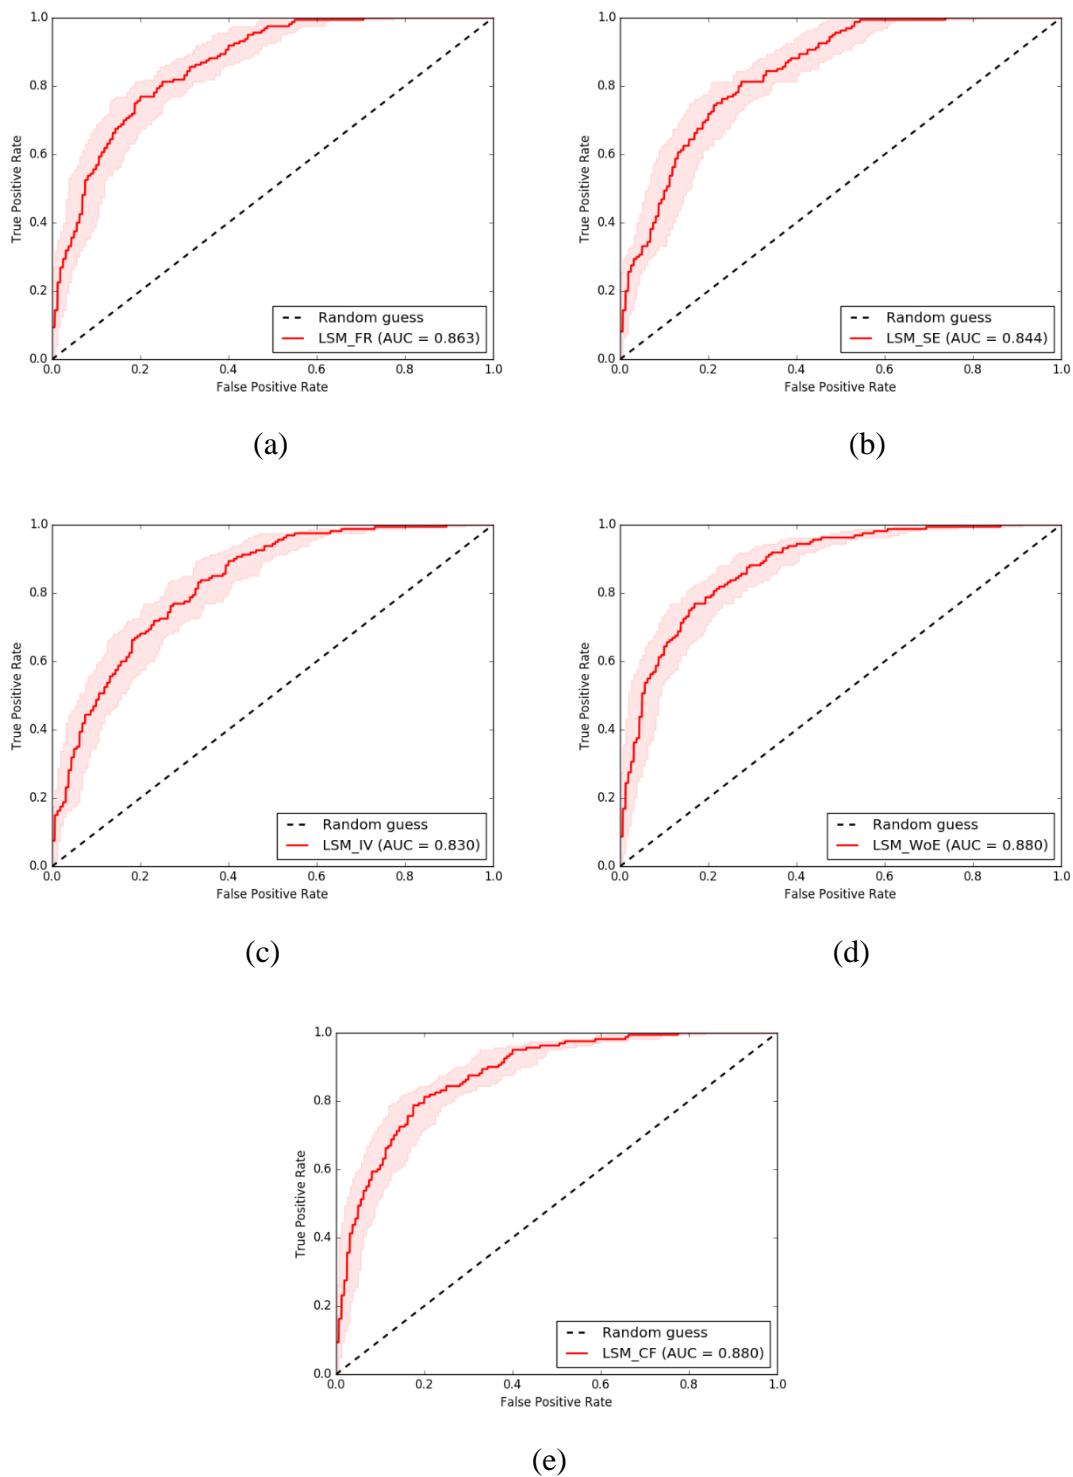 1.0
0.8
0.6
0.4
0.2
0.0
True Positive Rate
Random guess
LSM_FR (AUC = 0.863)
0.0 0.2 0.4 0.6 0.8 1.0
False Positive Rate
(a)
1.0
0.8
0.6
0.4
0.2
0.0
True Positive Rate
Random guess
LSM_SE (AUC = 0.844)
0.0 0.2 0.4 0.6 0.8 1.0
False Positive Rate
(b)
1.0
0.8
0.6
0.4
0.2
0.0
True Positive Rate
Random guess
LSM_IV (AUC = 0.830)
0.0 0.2 0.4 0.6 0.8 1.0
False Positive Rate
(c)
1.0
0.8
0.6
0.4
0.2
0.0
True Positive Rate
Random guess
LSM_WoE (AUC = 0.880)
0.0 0.2 0.4 0.6 0.8 1.0
False Positive Rate
(d)
1.0
0.8
0.6
0.4
0.2
0.0
True Positive Rate
Random guess
LSM_CF (AUC = 0.880)
0.0 0.2 0.4 0.6 0.8 1.0
False Positive Rate
(e)